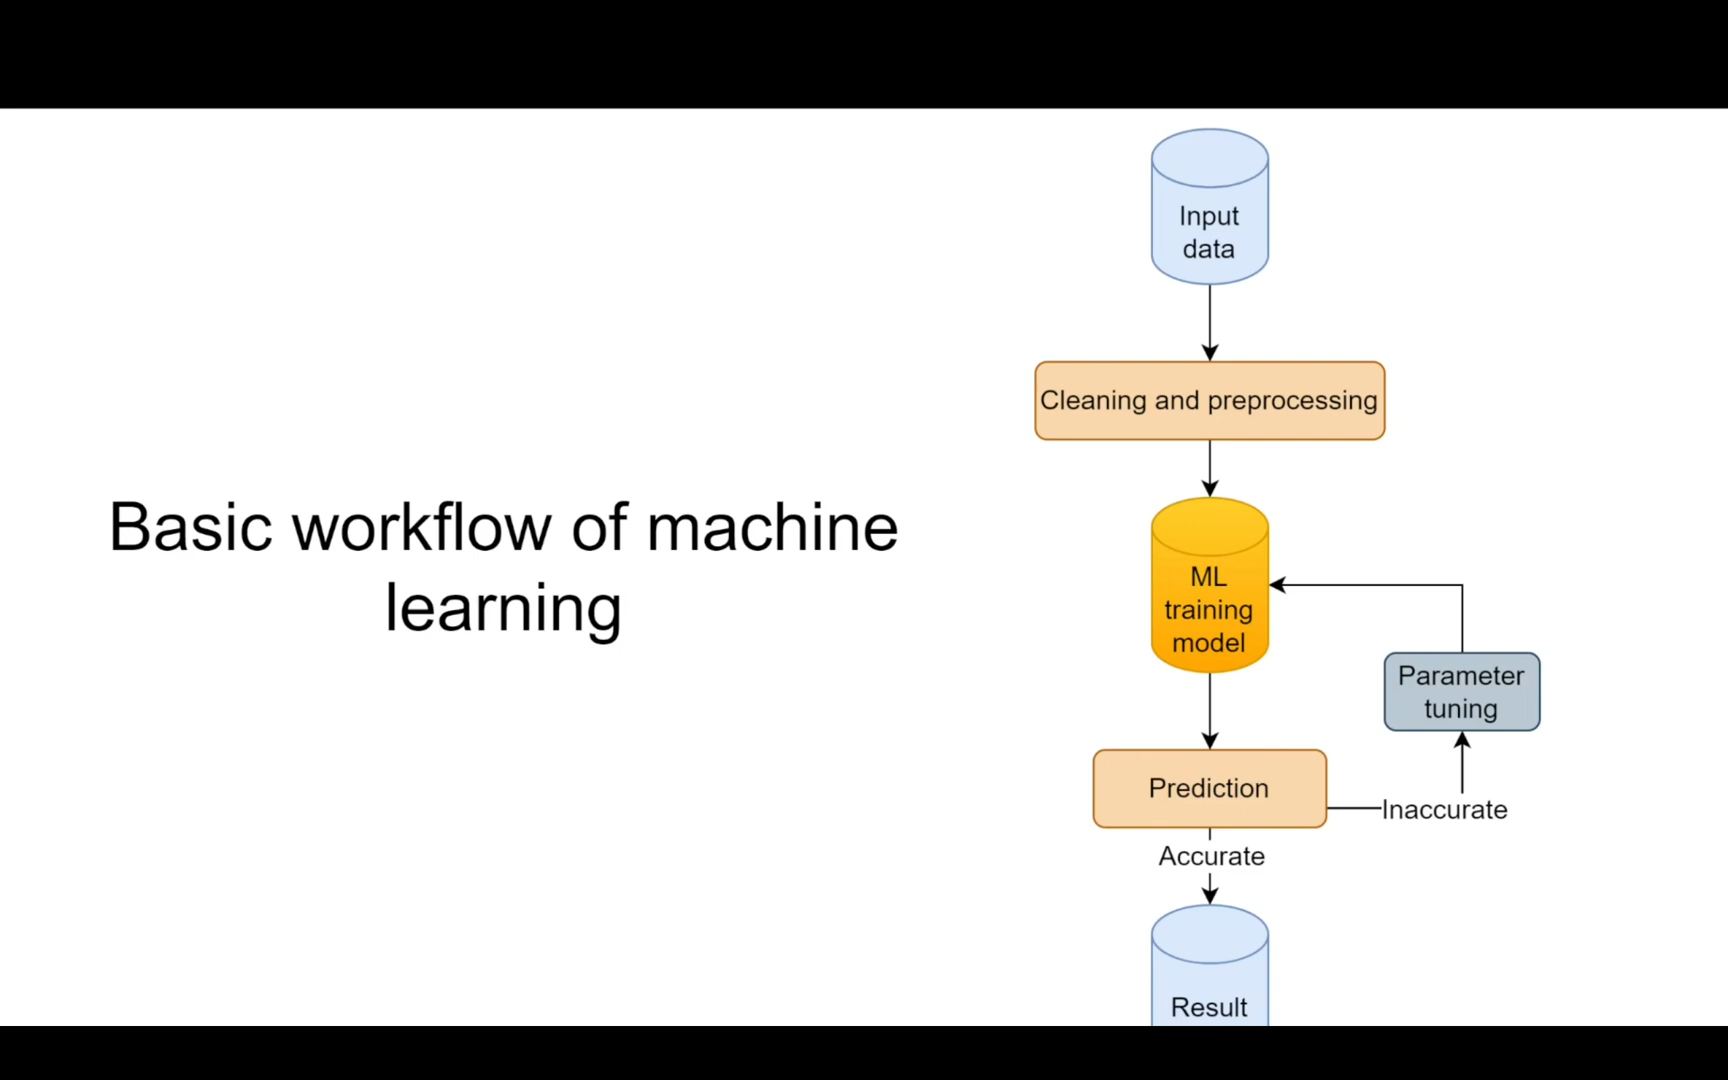 Basic workflow of machine
learning
Input
data
Cleaning and preprocessing
ML
training
model
Parameter
tuning
Prediction
Inaccurate
Accurate
Result